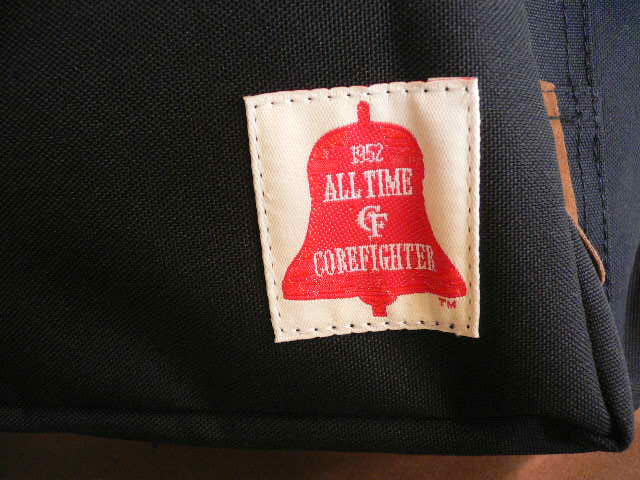 1952
ALL TIME
CF
COREFIGHTER
TM